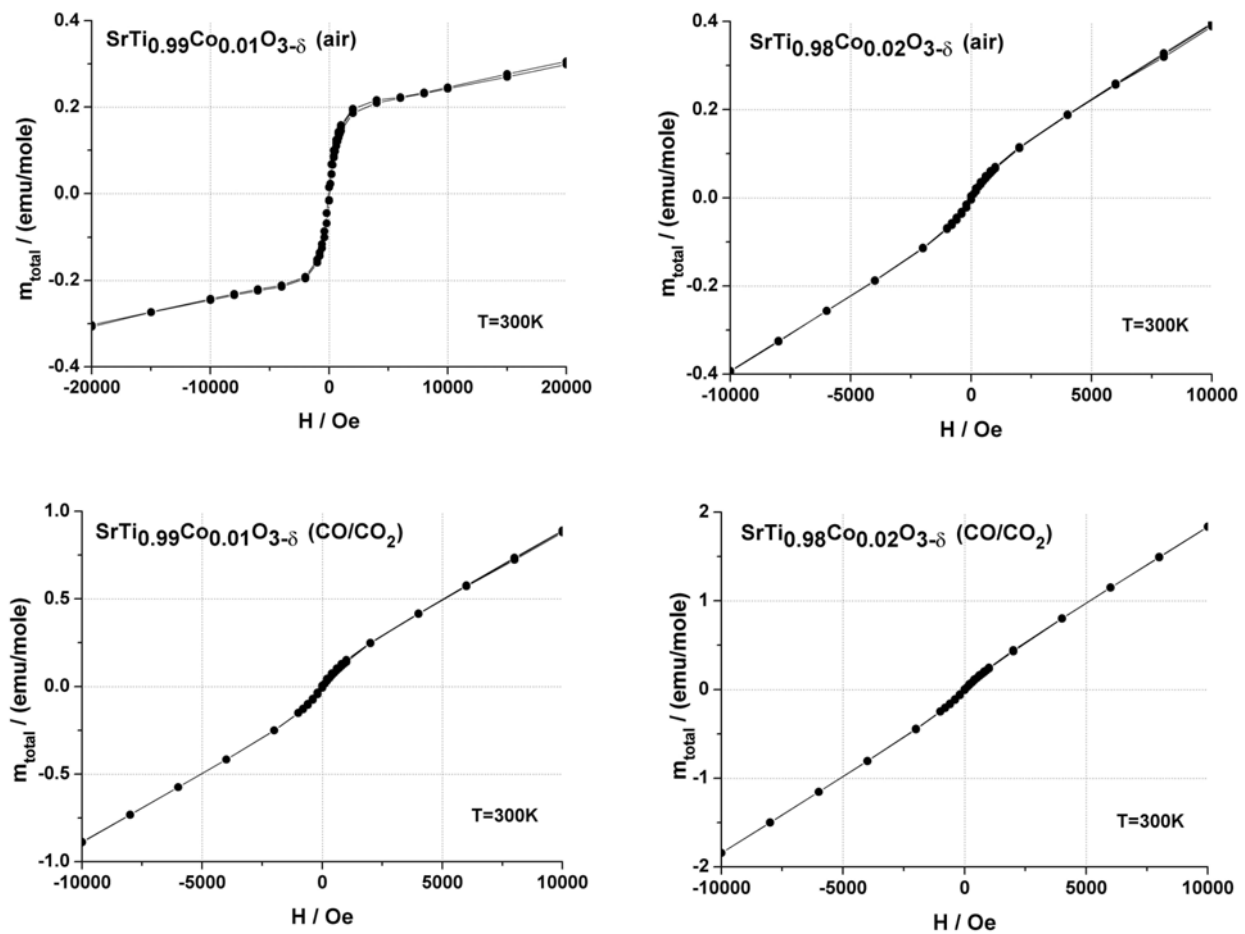 SrTi0.99Co0.01O3-δ (air)
m_total / (emu/mole)
0.4
0.2
0.0
-0.2
-0.4
T=300K
-20000 -10000 0 10000 20000
H / Oe
SrTi0.98Co0.02O3-δ (air)
m_total / (emu/mole)
0.4
0.2
0.0
-0.2
-0.4
T=300K
-10000 -5000 0 5000 10000
H / Oe
SrTi0.99Co0.01O3-δ (CO/CO2)
m_total / (emu/mole)
1.0
0.5
0.0
-0.5
-1.0
T=300K
-10000 -5000 0 5000 10000
H / Oe
SrTi0.98Co0.02O3-δ (CO/CO2)
m_total / (emu/mole)
2
1
0
-1
-2
T=300K
-10000 -5000 0 5000 10000
H / Oe